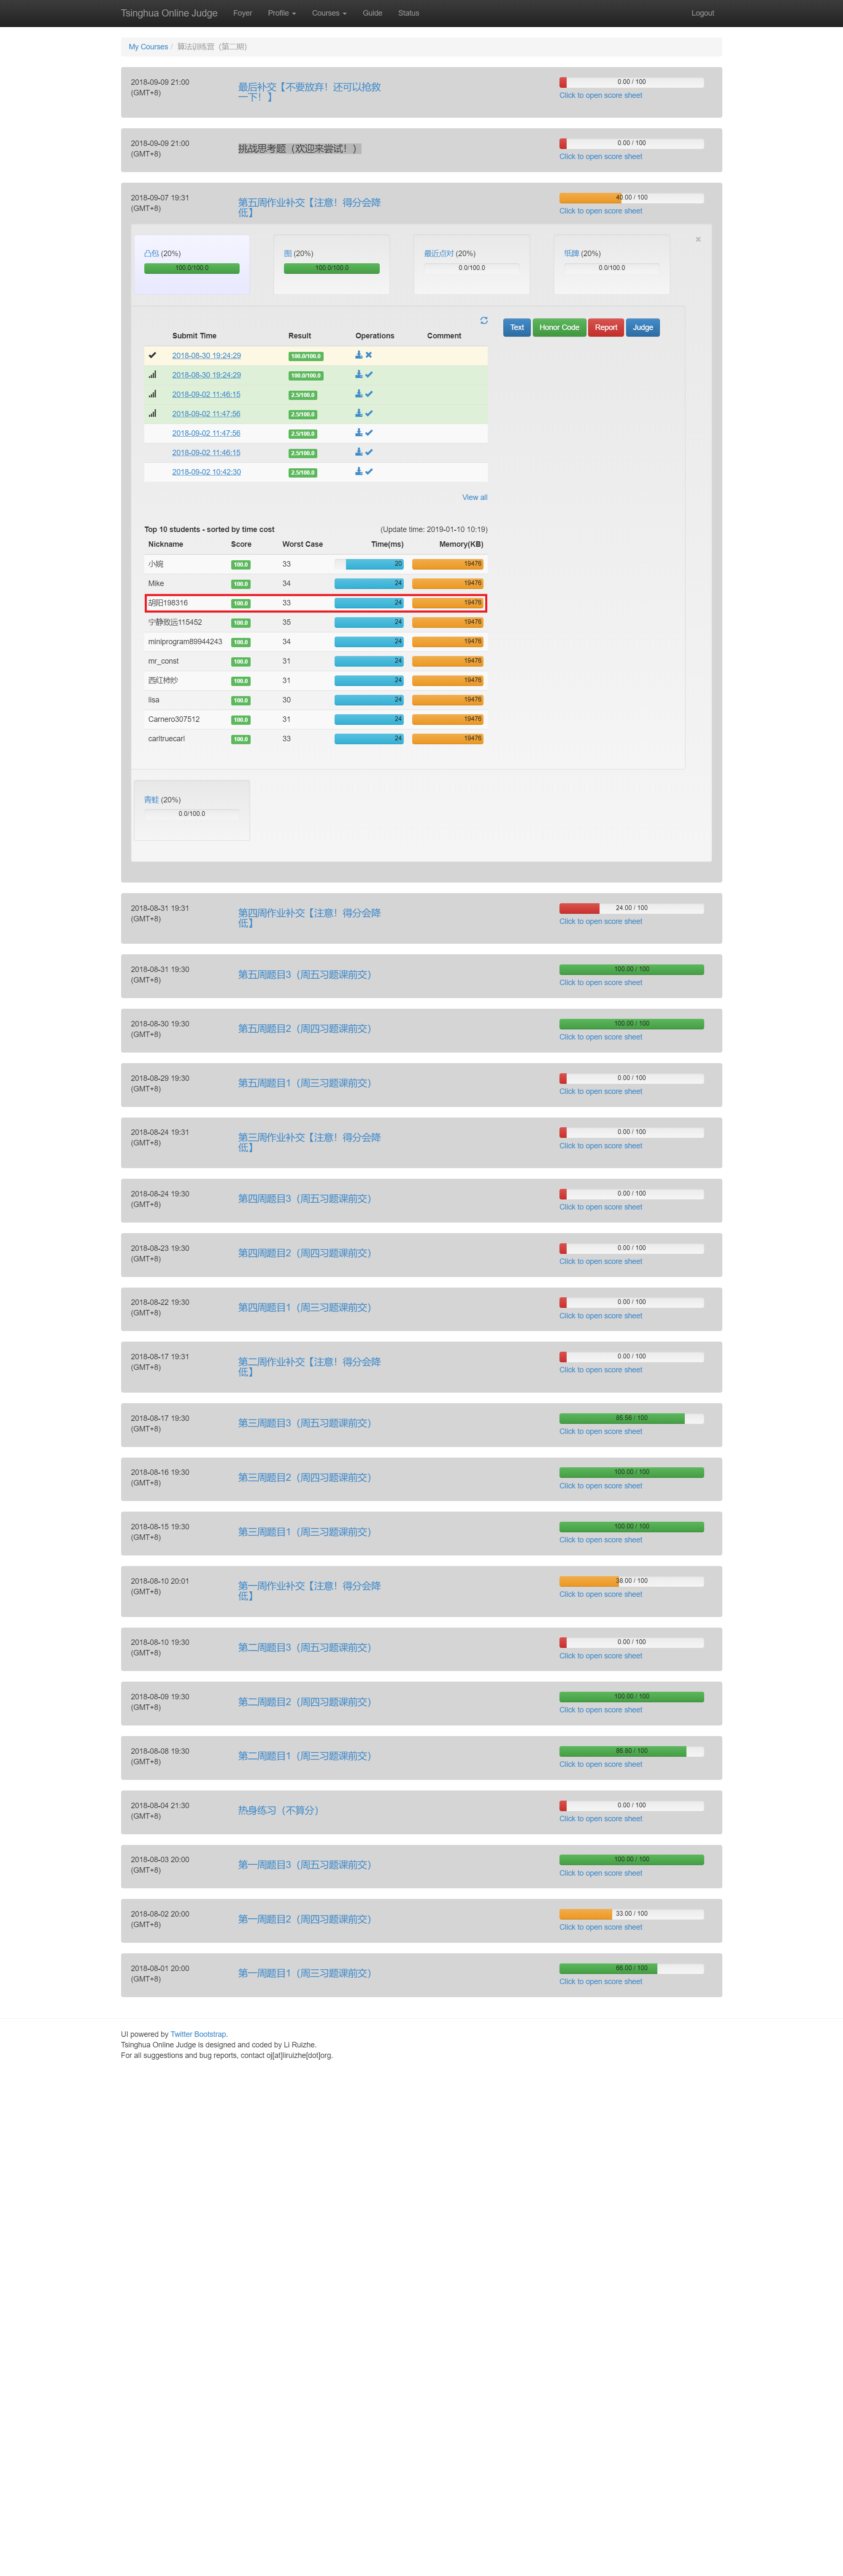 Tsinghua Online Judge Foyer Profile Courses Guide Status Logout
My Courses / 算法训练营（第二期）
2018-09-09 21:00
(GMT+8)
最后补交【不要放弃！还可以抢救
一下！】
0.00 / 100
Click to open score sheet
2018-09-09 21:00
(GMT+8)
挑战思考题（欢迎来尝试！）
0.00 / 100
Click to open score sheet
2018-09-07 19:31
(GMT+8)
第五周作业补交【注意！得分会降
低】
40.00 / 100
Click to open score sheet
×
凸包 (20%)
100.0/100.0
图 (20%)
100.0/100.0
最近点对 (20%)
0.0/100.0
纸牌 (20%)
0.0/100.0
Text Honor Code Report Judge
Submit Time Result Operations Comment
2018-08-30 19:24:29 100.0/100.0
2018-08-30 19:24:29 100.0/100.0
2018-09-02 11:46:15 2.5/100.0
2018-09-02 11:47:56 2.5/100.0
2018-09-02 11:47:56 2.5/100.0
2018-09-02 11:46:15 2.5/100.0
2018-09-02 10:42:30 2.5/100.0
View all
Top 10 students - sorted by time cost (Update time: 2019-01-10 10:19)
Nickname Score Worst Case Time(ms) Memory(KB)
小婉 100.0 33 20 19476
Mike 100.0 34 24 19476
胡阳198316 100.0 33 24 19476
宁静致远115452 100.0 35 24 19476
miniprogram89944243 100.0 34 24 19476
mr_const 100.0 31 24 19476
西红柿炒 100.0 31 24 19476
lisa 100.0 30 24 19476
Carnero307512 100.0 31 24 19476
carltruecarl 100.0 33 24 19476
青蛙 (20%)
0.0/100.0
2018-08-31 19:31
(GMT+8)
第四周作业补交【注意！得分会降
低】
24.00 / 100
Click to open score sheet
2018-08-31 19:30
(GMT+8)
第五周题目3（周五习题课前交）
100.00 / 100
Click to open score sheet
2018-08-30 19:30
(GMT+8)
第五周题目2（周四习题课前交）
100.00 / 100
Click to open score sheet
2018-08-29 19:30
(GMT+8)
第五周题目1（周三习题课前交）
0.00 / 100
Click to open score sheet
2018-08-24 19:31
(GMT+8)
第三周作业补交【注意！得分会降
低】
0.00 / 100
Click to open score sheet
2018-08-24 19:30
(GMT+8)
第四周题目3（周五习题课前交）
0.00 / 100
Click to open score sheet
2018-08-23 19:30
(GMT+8)
第四周题目2（周四习题课前交）
0.00 / 100
Click to open score sheet
2018-08-22 19:30
(GMT+8)
第四周题目1（周三习题课前交）
0.00 / 100
Click to open score sheet
2018-08-17 19:31
(GMT+8)
第二周作业补交【注意！得分会降
低】
0.00 / 100
Click to open score sheet
2018-08-17 19:30
(GMT+8)
第三周题目3（周五习题课前交）
85.56 / 100
Click to open score sheet
2018-08-16 19:30
(GMT+8)
第三周题目2（周四习题课前交）
100.00 / 100
Click to open score sheet
2018-08-15 19:30
(GMT+8)
第三周题目1（周三习题课前交）
100.00 / 100
Click to open score sheet
2018-08-10 20:01
(GMT+8)
第一周作业补交【注意！得分会降
低】
38.00 / 100
Click to open score sheet
2018-08-10 19:30
(GMT+8)
第二周题目3（周五习题课前交）
0.00 / 100
Click to open score sheet
2018-08-09 19:30
(GMT+8)
第二周题目2（周四习题课前交）
100.00 / 100
Click to open score sheet
2018-08-08 19:30
(GMT+8)
第二周题目1（周三习题课前交）
86.80 / 100
Click to open score sheet
2018-08-04 21:30
(GMT+8)
热身练习（不算分）
0.00 / 100
Click to open score sheet
2018-08-03 20:00
(GMT+8)
第一周题目3（周五习题课前交）
100.00 / 100
Click to open score sheet
2018-08-02 20:00
(GMT+8)
第一周题目2（周四习题课前交）
33.00 / 100
Click to open score sheet
2018-08-01 20:00
(GMT+8)
第一周题目1（周三习题课前交）
66.00 / 100
Click to open score sheet
UI powered by Twitter Bootstrap.
Tsinghua Online Judge is designed and coded by Li Ruizhe.
For all suggestions and bug reports, contact oj[at]liruizhe[dot]org.